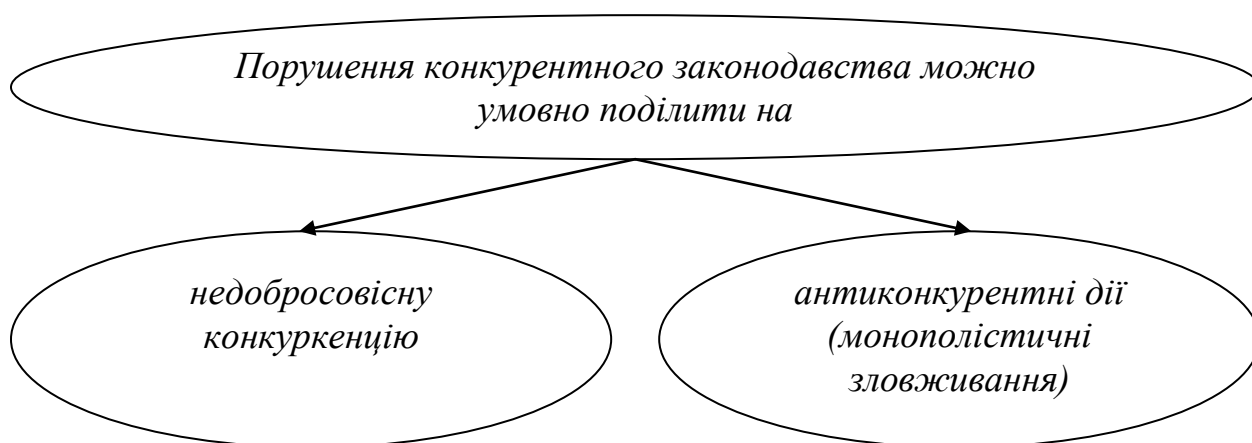 Порушення конкурентного законодавства можно
умовно поділити на
недобросовісну
конкуркенцію
антиконкурентні дії
(монополістичні
зловживання)